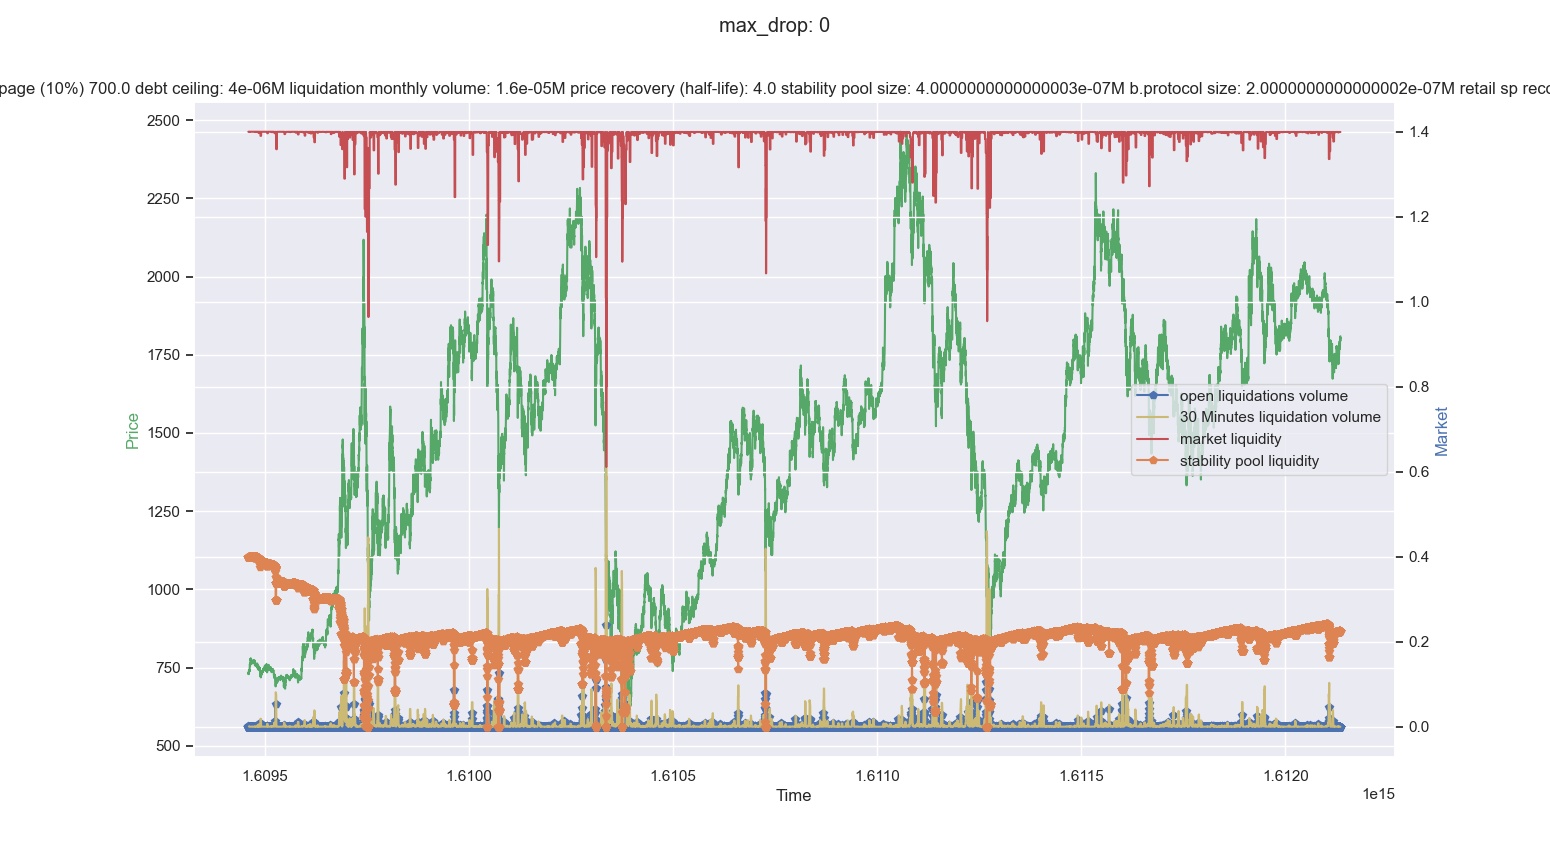 max_drop: 0
page (10%) 700.0 debt ceiling: 4e-06M liquidation monthly volume: 1.6e-05M price recovery (half-life): 4.0 stability pool size: 4.0000000000000003e-07M b.protocol size: 2.0000000000000002e-07M retail sp reco
2500
2250
2000
1750
1500
1250
1000
750
500
Price
1.4
1.2
1.0
0.8
0.6
0.4
0.2
0.0
Market
open liquidations volume
30 Minutes liquidation volume
market liquidity
stability pool liquidity
1.6095
1.6100
1.6105
1.6110
1.6115
1.6120
1e15
Time